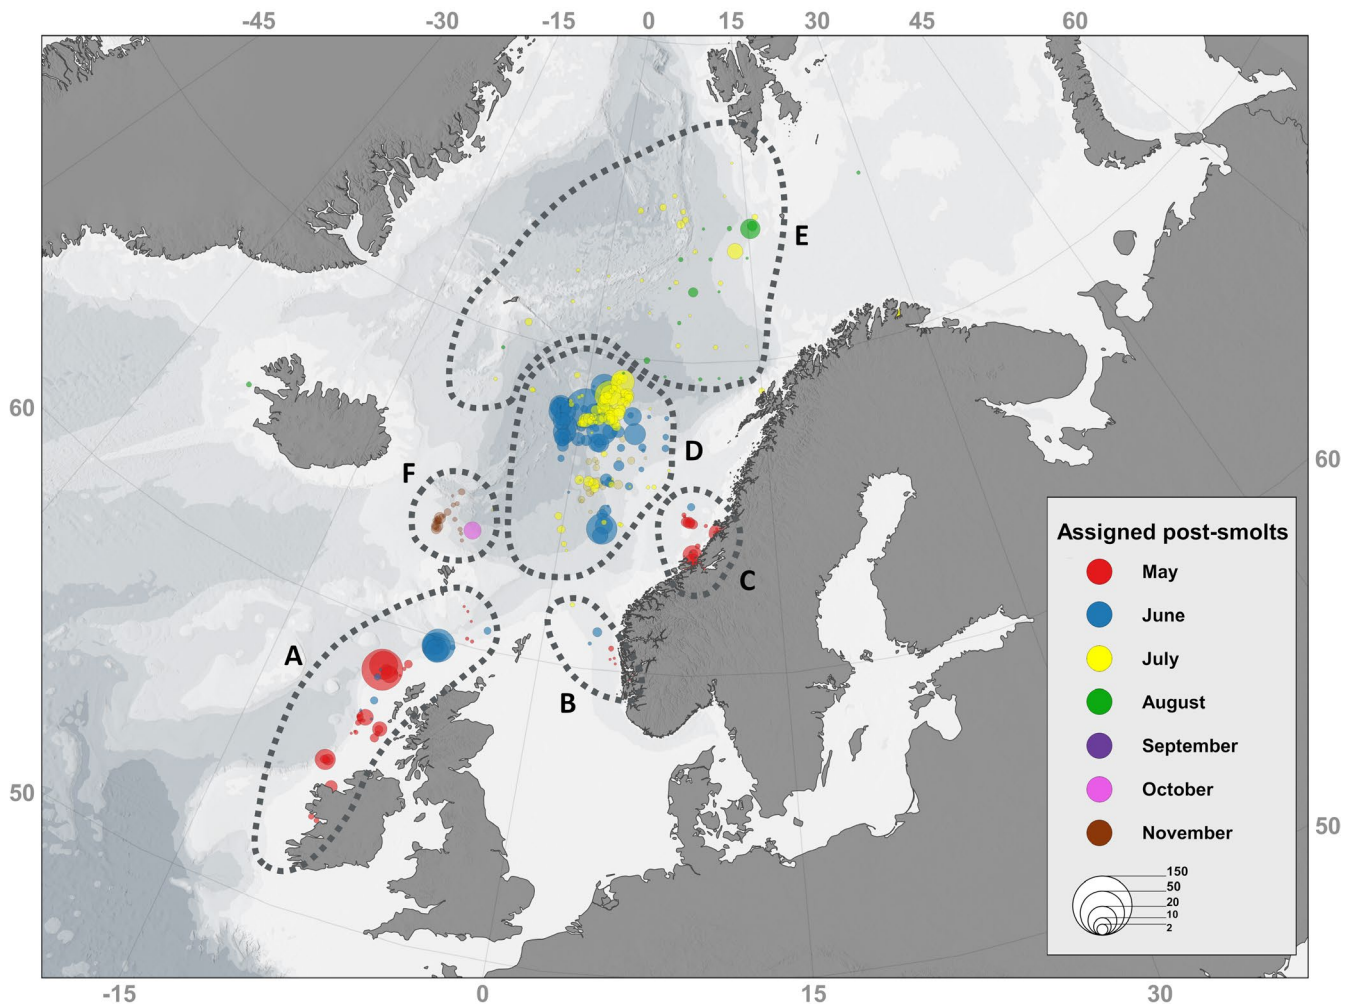 -45 -30 -15 0 15 30 45 60
E
60
D
60
F
Assigned post-smolts
May
C
June
A
July
B
August
September
50
October
50
November
150
50
20
10
2
-15 0 15 30